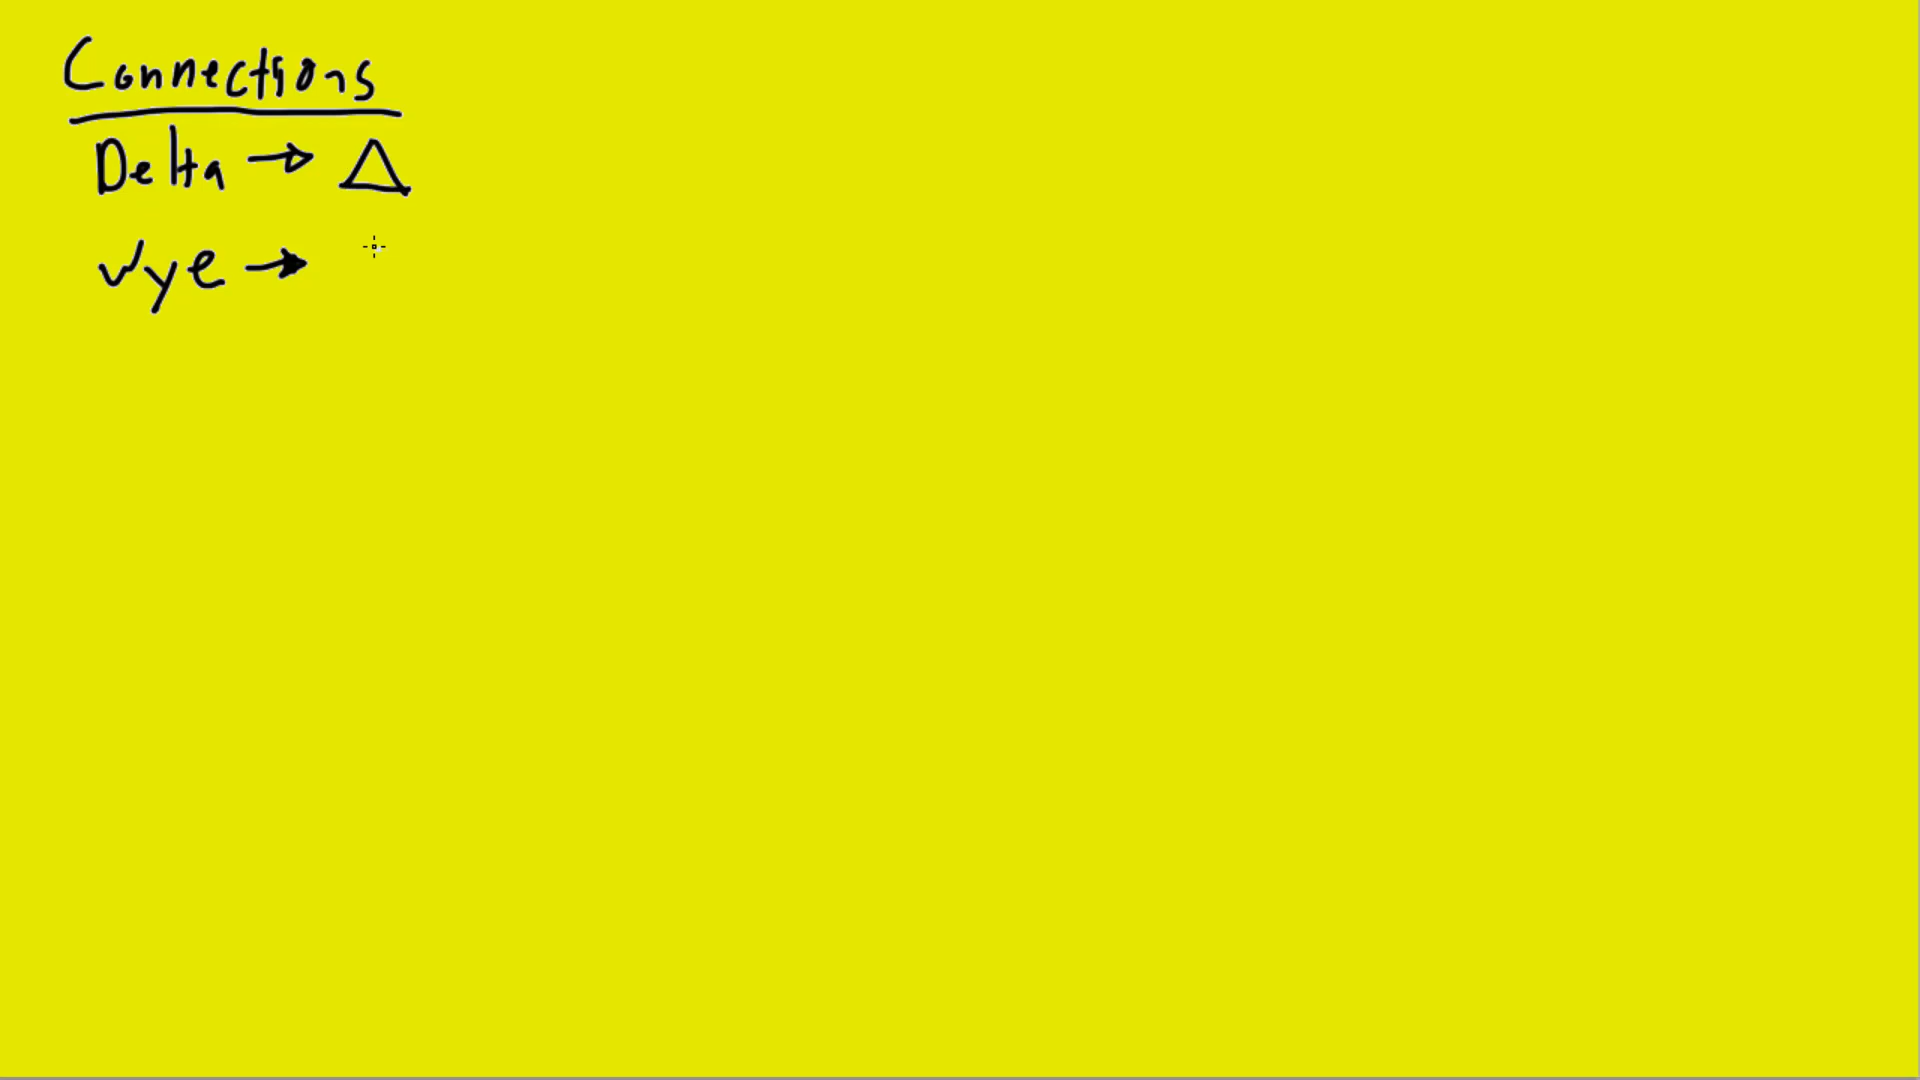 Connections
Delta → Δ
Wye →